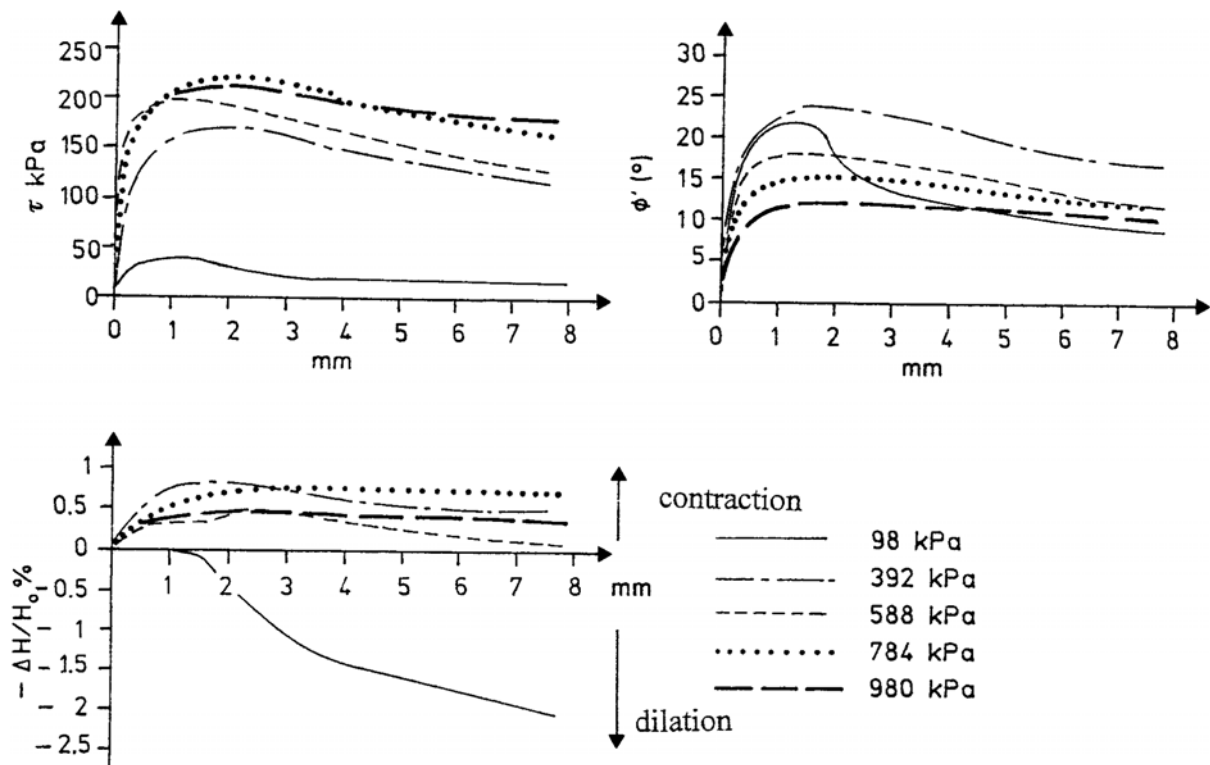 250
200
150
100
50
0
τ kPa
0 1 2 3 4 5 6 7 8
mm
30
25
20
15
10
5
0
ϕ' (°)
0 1 2 3 4 5 6 7 8
mm
1
0.5
0
-0.5
- 1
- 1.5
- 2
- 2,5
- ΔH/H₀,%
1 2 3 4 5 6 7 8 mm
contraction
dilation
98 kPa
392 kPa
588 kPa
784 kPa
980 kPa